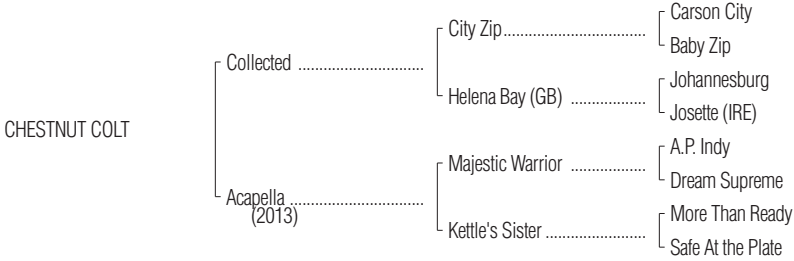 Carson City
City Zip
Baby Zip
Collected
Johannesburg
Helena Bay (GB)
Josette (IRE)
CHESTNUT COLT
A.P. Indy
Majestic Warrior
Dream Supreme
Acapella
(2013)
More Than Ready
Kettle's Sister
Safe At the Plate